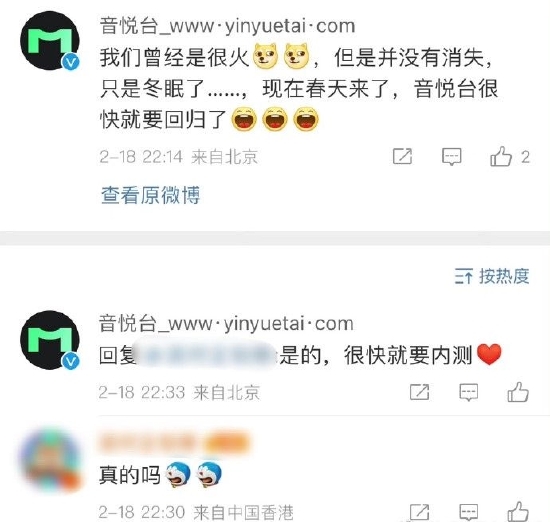 音悦台_www·yinyuetai·com
我们曾经是很火，但是并没有消失，
只是冬眠了……，现在春天来了，音悦台很
快就要回归了
2-18 22:14 来自北京
2
查看原微博
按热度
音悦台_www·yinyuetai·com
回复 是的，很快就要内测
2-18 22:33 来自北京
真的吗
2-18 22:30 来自中国香港